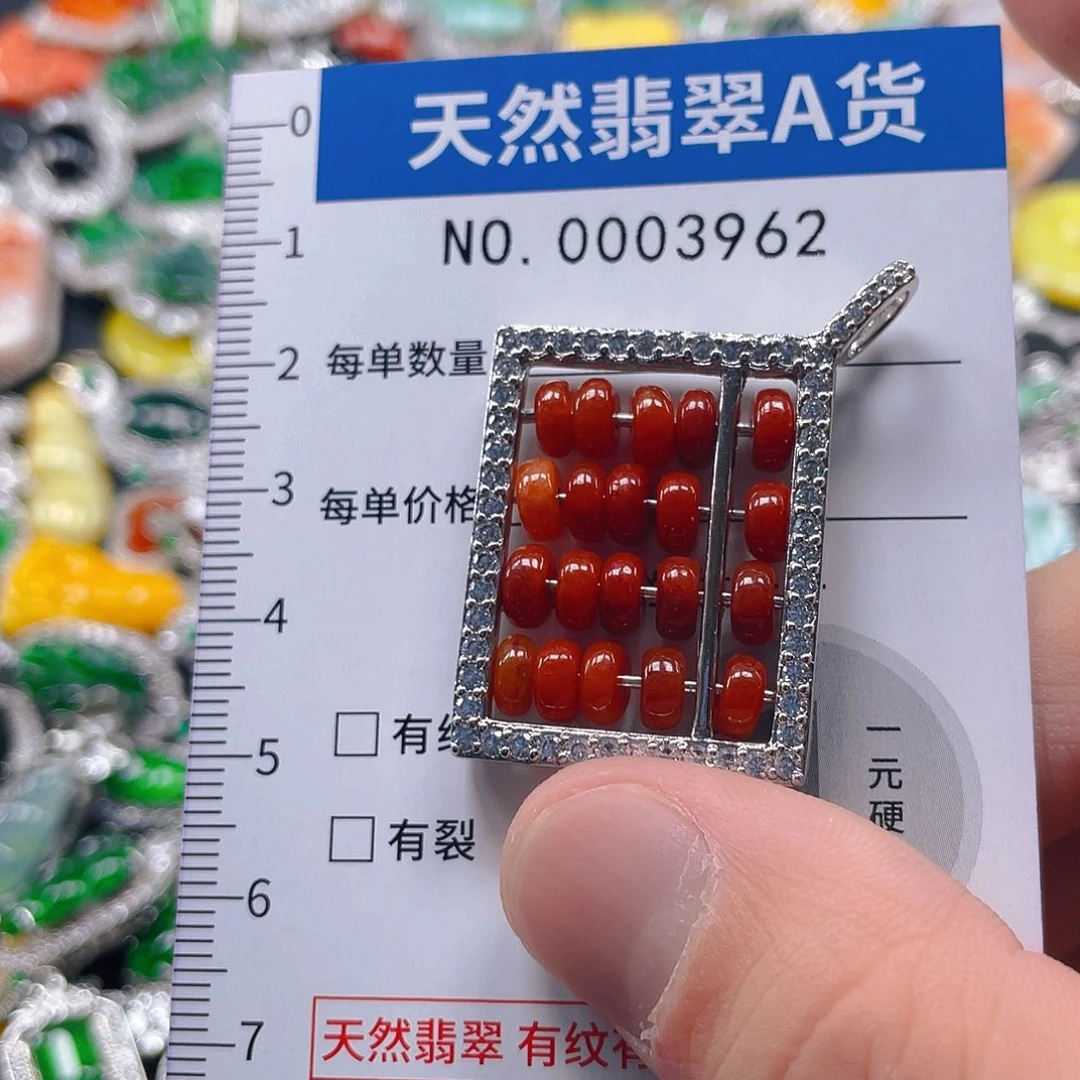 天然翡翠A货
NO. 0003962
0
1
2
3
4
5
6
7
每单数量
每单价格
□ 有
□ 有裂
一元硬
天然翡翠 有纹有